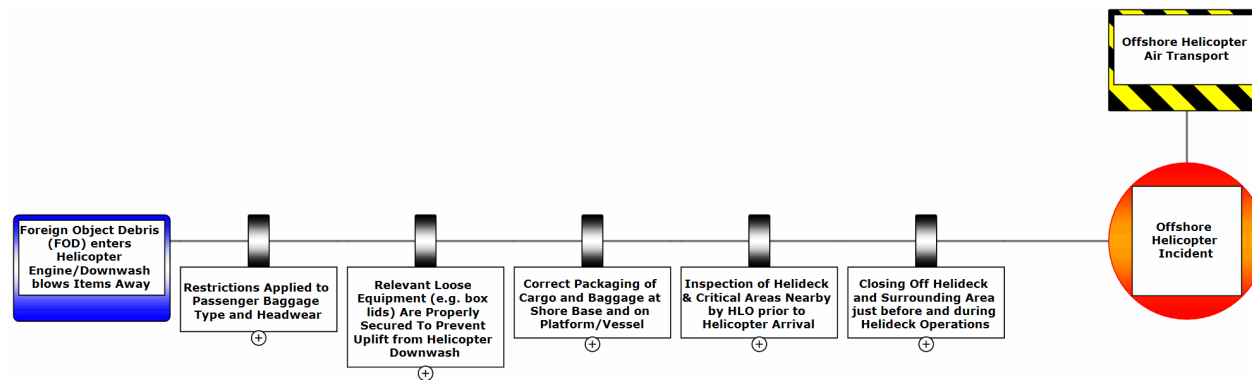 Offshore Helicopter
Air Transport
Foreign Object Debris
(FOD) enters
Helicopter
Engine/Downwash
blows Items Away
Restrictions Applied to
Passenger Baggage
Type and Headwear
Relevant Loose
Equipment (e.g. box
lids) Are Properly
Secured To Prevent
Uplift from Helicopter
Downwash
Correct Packaging of
Cargo and Baggage at
Shore Base and on
Platform/Vessel
Inspection of Helideck
& Critical Areas Nearby
by HLO prior to
Helicopter Arrival
Closing Off Helideck
and Surrounding Area
just before and during
Helideck Operations
Offshore
Helicopter
Incident